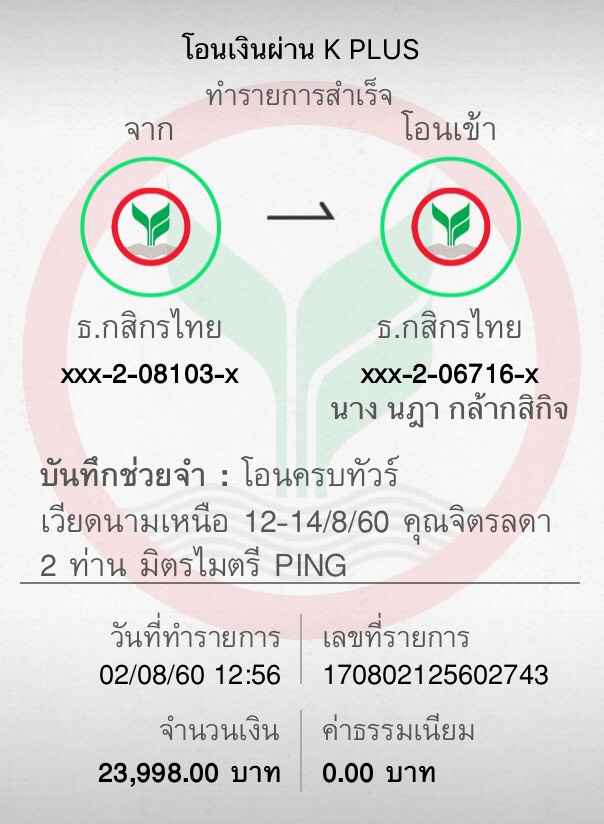 โอนเงินผ่าน K PLUS
ทำรายการสำเร็จ
จาก
โอนเข้า
ธ.กสิกรไทย
ธ.กสิกรไทย
xxx-2-08103-x
xxx-2-06716-x
นาง นฎา กล้ากสิกิจ
บันทึกช่วยจำ : โอนครบทัวร์
เวียดนามเหนือ 12-14/8/60 คุณจิตรลดา
2 ท่าน มิตรไมตรี PING
วันที่ทำรายการ
เลขที่รายการ
02/08/60 12:56
170802125602743
จำนวนเงิน
ค่าธรรมเนียม
23,998.00 บาท
0.00 บาท